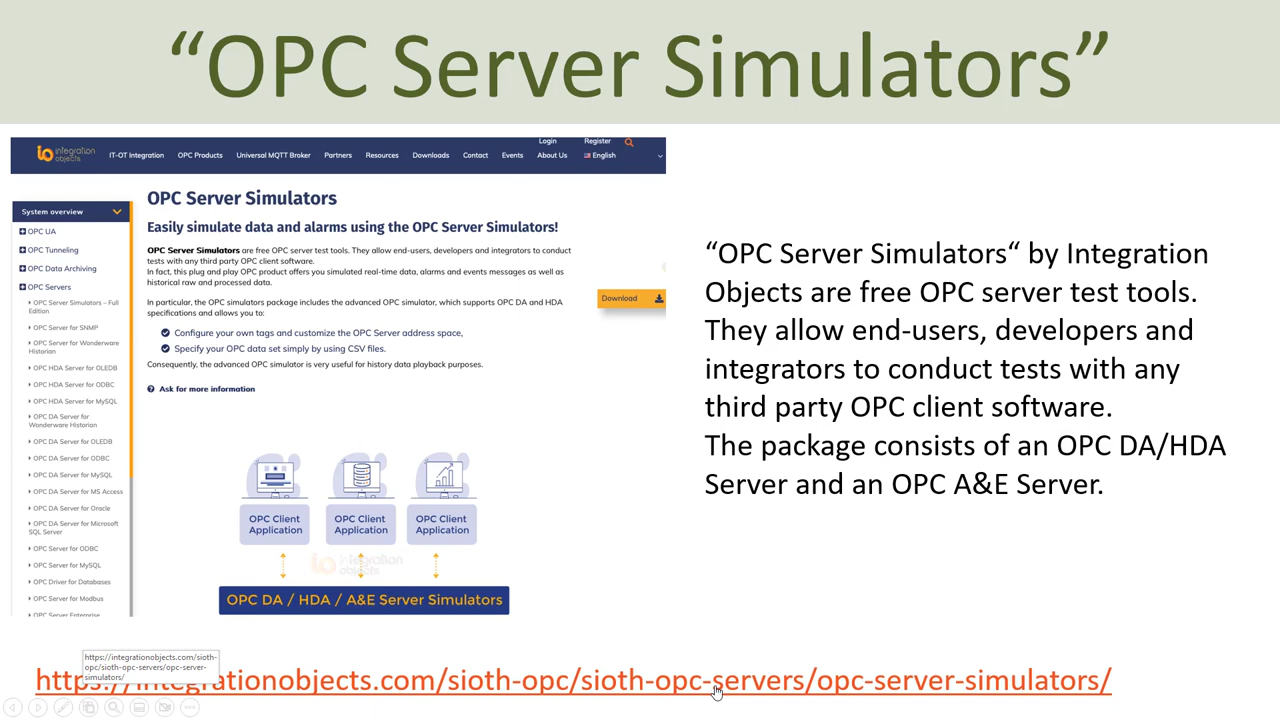 “OPC Server Simulators”
integration
objects
IT-OT Integration
OPC Products
Universal MQTT Broker
Partners
Resources
Downloads
Contact
Events
Login
About Us
Register
English
System overview
OPC UA
OPC Tunneling
OPC Data Archiving
OPC Servers
OPC Server Simulators – Full
Edition
OPC Server for SNMP
OPC Server for Wonderware
Historian
OPC HDA Server for OLEDB
OPC HDA Server for ODBC
OPC HDA Server for MySQL
OPC DA Server for
Wonderware Historian
OPC DA Server for OLEDB
OPC DA Server for ODBC
OPC DA Server for MySQL
OPC DA Server for MS Access
OPC DA Server for Oracle
OPC DA Server for Microsoft
SQL Server
OPC Server for ODBC
OPC Server for MySQL
OPC Driver for Databases
OPC Server for Modbus
OPC Server Enterprise
OPC Server Simulators
Easily simulate data and alarms using the OPC Server Simulators!
OPC Server Simulators are free OPC server test tools. They allow end-users, developers and integrators to conduct
tests with any third party OPC client software.
In fact, this plug and play OPC product offers you simulated real-time data, alarms and events messages as well as
historical raw and processed data.
In particular, the OPC simulators package includes the advanced OPC simulator, which supports OPC DA and HDA
specifications and allows you to:
Configure your own tags and customize the OPC Server address space,
Specify your OPC data set simply by using CSV files.
Consequently, the advanced OPC simulator is very useful for history data playback purposes.
Ask for more information
Download
OPC Client
Application
OPC Client
Application
OPC Client
Application
integration
objects
OPC DA / HDA / A&E Server Simulators
“OPC Server Simulators“ by Integration
Objects are free OPC server test tools.
They allow end-users, developers and
integrators to conduct tests with any
third party OPC client software.
The package consists of an OPC DA/HDA
Server and an OPC A&E Server.
https://integrationobjects.com/sioth-
opc/sioth-opc-servers/opc-server-
simulators/
https://integrationobjects.com/sioth-opc/sioth-opc-servers/opc-server-simulators/